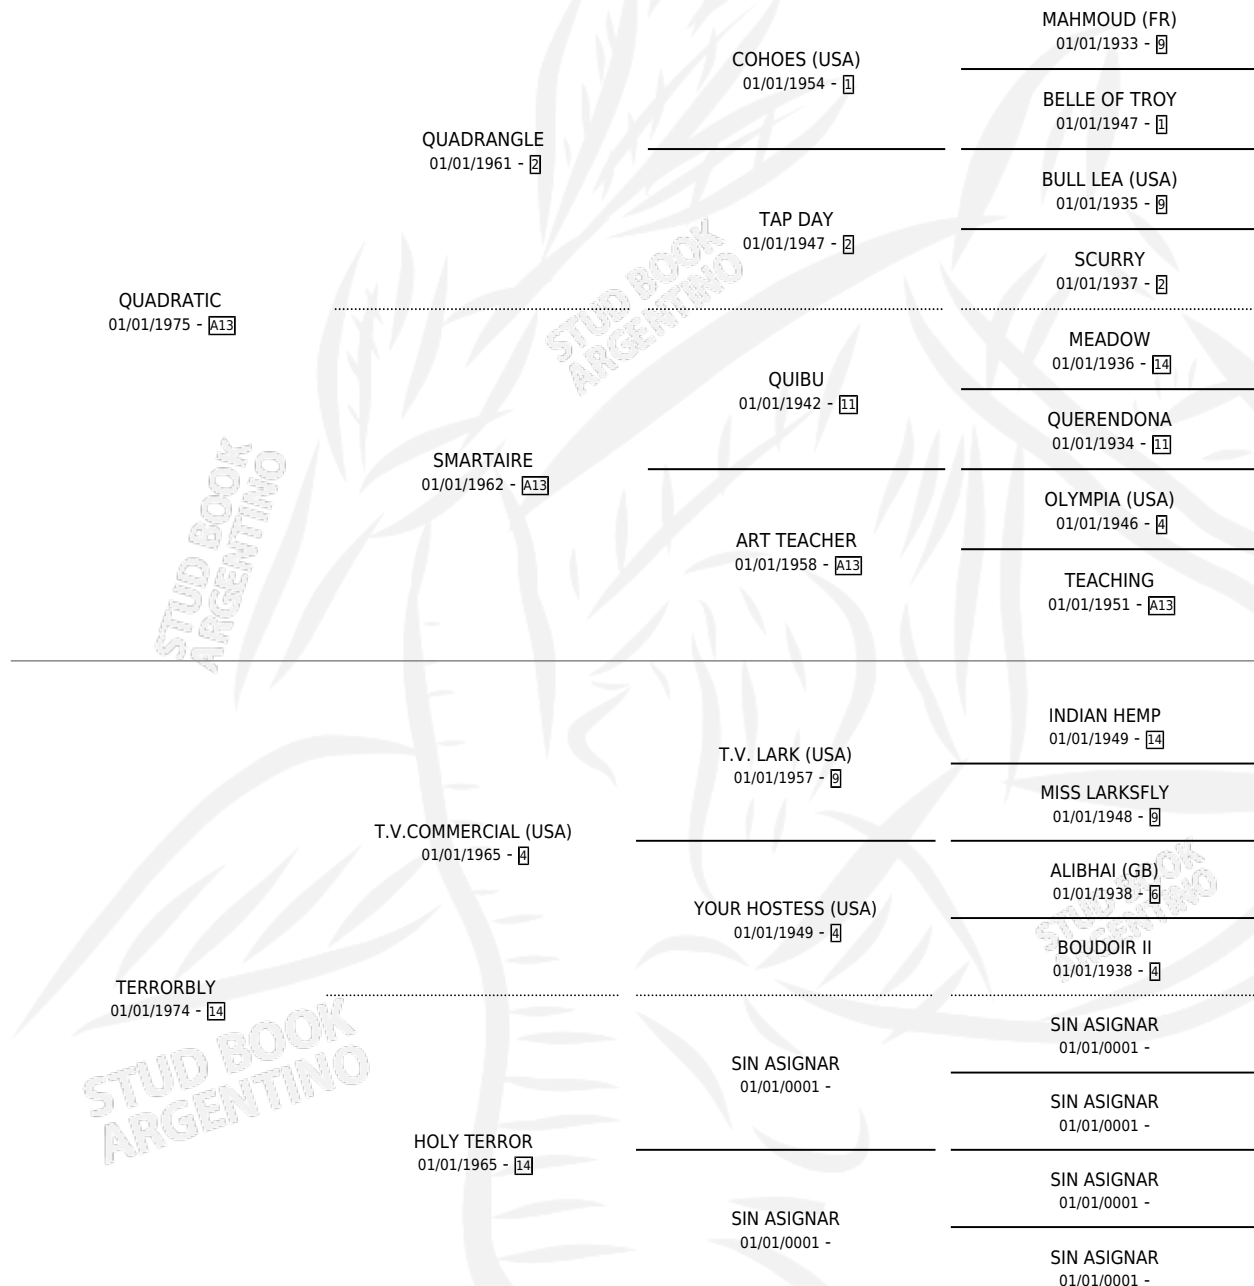 MAHMOUD (FR)
01/01/1933 - 9
COHOES (USA)
01/01/1954 - 1
BELLE OF TROY
01/01/1947 - 1
QUADRANGLE
01/01/1961 - 2
BULL LEA (USA)
01/01/1935 - 9
TAP DAY
01/01/1947 - 2
SCURRY
01/01/1937 - 2
QUADRATIC
01/01/1975 - A13
MEADOW
01/01/1936 - 14
QUIBU
01/01/1942 - 11
QUERENDONA
01/01/1934 - 11
SMARTAIRE
01/01/1962 - A13
OLYMPIA (USA)
01/01/1946 - 4
ART TEACHER
01/01/1958 - A13
TEACHING
01/01/1951 - A13
INDIAN HEMP
01/01/1949 - 14
T.V. LARK (USA)
01/01/1957 - 9
MISS LARKSFLY
01/01/1948 - 9
T.V.COMMERCIAL (USA)
01/01/1965 - 4
ALIBHAI (GB)
01/01/1938 - 6
YOUR HOSTESS (USA)
01/01/1949 - 4
BOUDOIR II
01/01/1938 - 4
TERRORBLY
01/01/1974 - 14
SIN ASIGNAR
01/01/0001 -
SIN ASIGNAR
01/01/0001 -
SIN ASIGNAR
01/01/0001 -
HOLY TERROR
01/01/1965 - 14
SIN ASIGNAR
01/01/0001 -
SIN ASIGNAR
01/01/0001 -
SIN ASIGNAR
01/01/0001 -
STUD BOOK
ARGENTINO
STUD BOOK
ARGENTINO
STUD BOOK
ARGENTINO
STUD BOOK
ARGENTINO